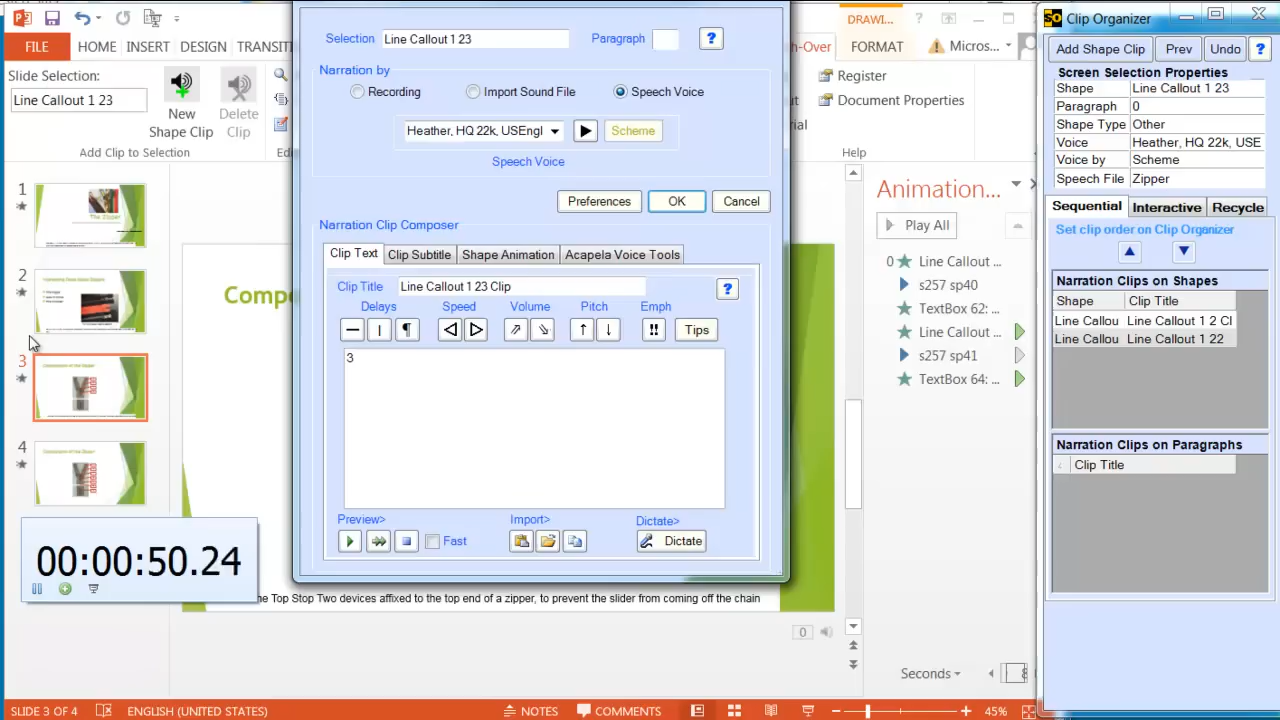 DRAWI...
FILE
HOME
INSERT
DESIGN
TRANSITI
h-Over
FORMAT
Micros...
Slide Selection:
Line Callout 1 23
New
Shape Clip
Delete
Clip
Add Clip to Selection
Register
Document Properties
Help
Selection
Line Callout 1 23
Paragraph
?
Narration by
Recording
Import Sound File
Speech Voice
Heather, HQ 22k, USEngl
Scheme
Speech Voice
Preferences
OK
Cancel
Narration Clip Composer
Clip Text
Clip Subtitle
Shape Animation
Acapela Voice Tools
Clip Title
Line Callout 1 23 Clip
?
Delays
Speed
Volume
Pitch
Emph
¶
!!
Tips
3
Preview>
Import>
Dictate>
Fast
Dictate
1
2
3
4
The Zipper
Compo
00:00:50.24
he Top Stop Two devices affixed to the top end of a zipper, to prevent the slider from coming off the chain
0
Animation...
Play All
0 Line Callout ...
s257 sp40
TextBox 62: ...
Line Callout ...
s257 sp41
TextBox 64: ...
Seconds
Clip Organizer
Add Shape Clip
Prev
Undo
?
Screen Selection Properties
Shape Line Callout 1 23
Paragraph 0
Shape Type Other
Voice Heather, HQ 22k, USE
Voice by Scheme
Speech File Zipper
Sequential
Interactive
Recycle
Set clip order on Clip Organizer
Narration Clips on Shapes
Shape Clip Title
Line Callou Line Callout 1 2 Cl
Line Callou Line Callout 1 22
Narration Clips on Paragraphs
Clip Title
SLIDE 3 OF 4
ENGLISH (UNITED STATES)
NOTES
COMMENTS
45%